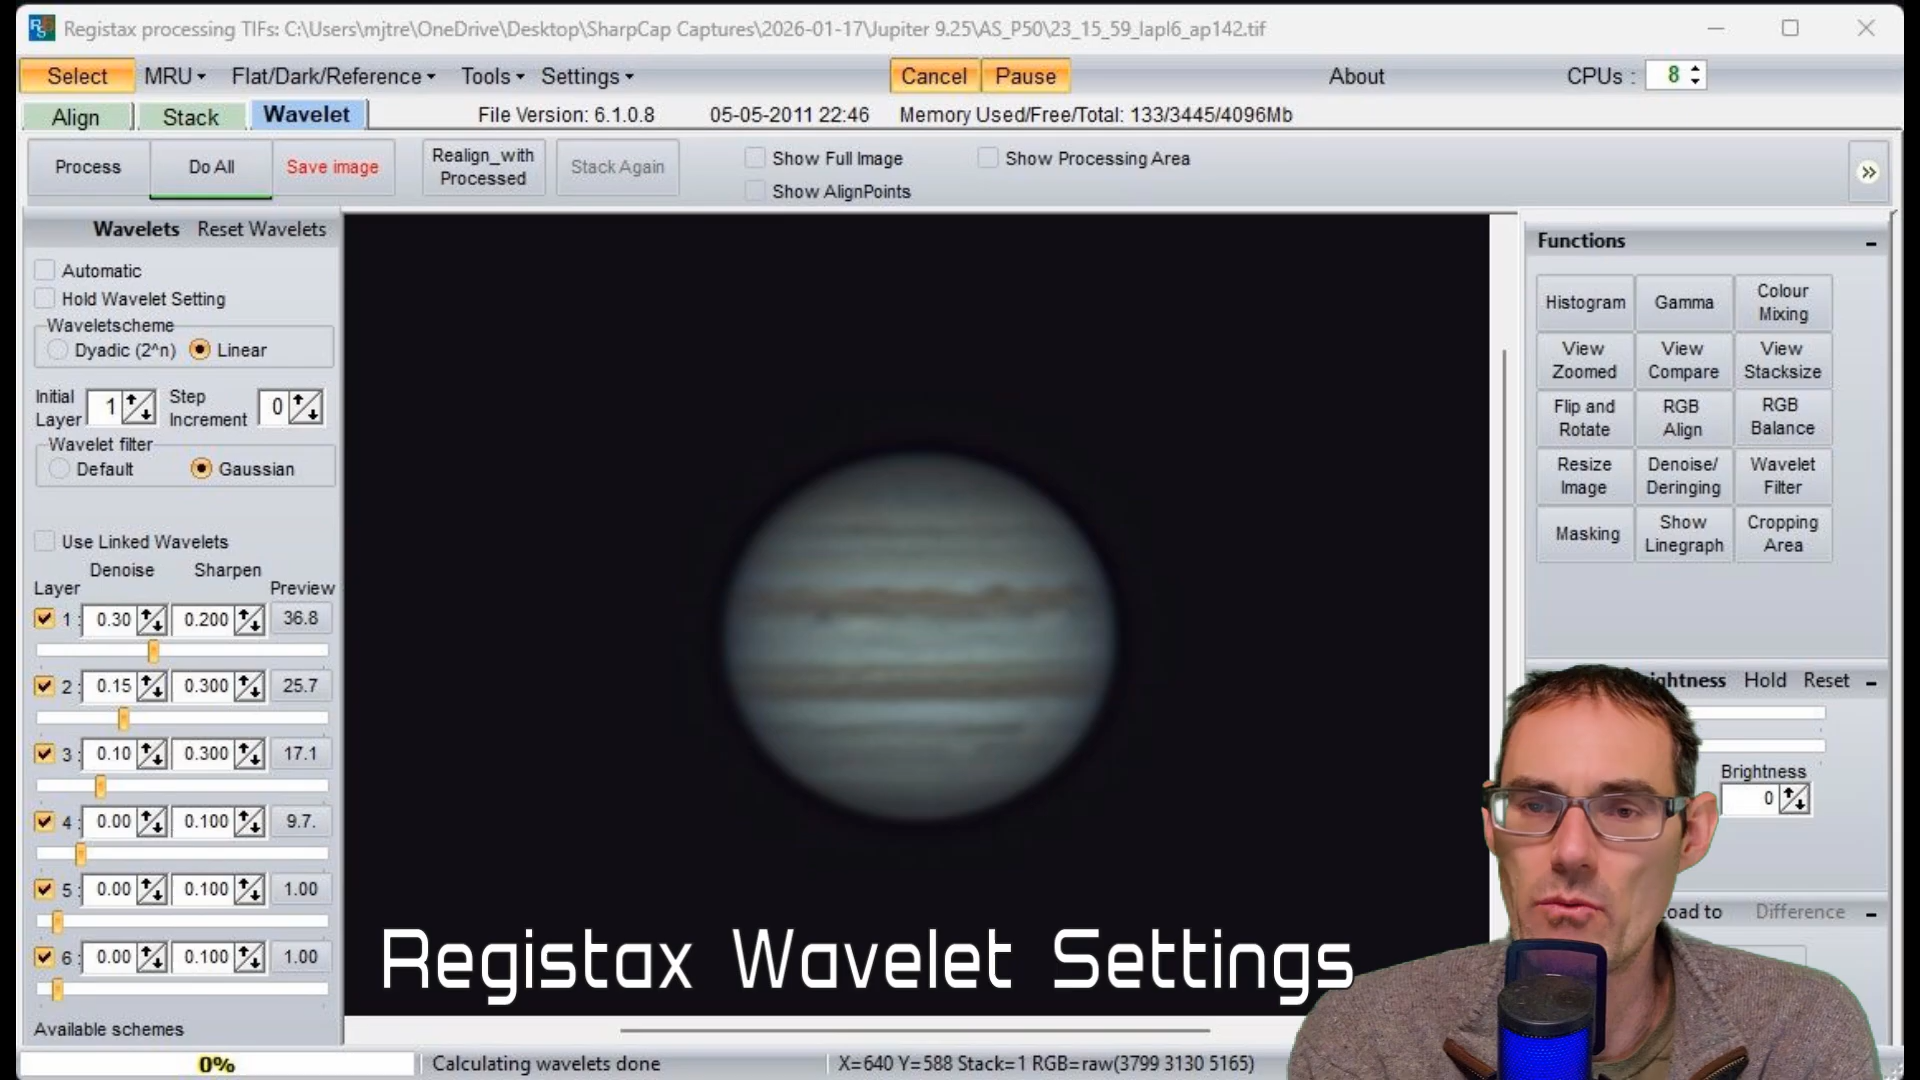 Registax processing TIFs: C:\Users\mjtre\OneDrive\Desktop\SharpCap Captures\2026-01-17\Jupiter 9.25\AS_P50\23_15_59_lapl6_ap142.tif
Select MRU Flat/Dark/Reference Tools Settings Cancel Pause About CPUs : 8
Align Stack Wavelet File Version: 6.1.0.8 05-05-2011 22:46 Memory Used/Free/Total: 133/3445/4096Mb
Process Do All Save image Realign_with Processed Stack Again Show Full Image Show Processing Area
Show AlignPoints
Wavelets Reset Wavelets
Automatic
Hold Wavelet Setting
Waveletscheme
Dyadic (2^n) Linear
Initial Layer 1 Step Increment 0
Wavelet filter
Default Gaussian
Use Linked Wavelets
Denoise Sharpen
Layer Preview
1 : 0.30 0.200 36.8
2 : 0.15 0.300 25.7
3 : 0.10 0.300 17.1
4 : 0.00 0.100 9.7.
5 : 0.00 0.100 1.00
6 : 0.00 0.100 1.00
Available schemes
Functions
Histogram Gamma Colour Mixing
View Zoomed View Compare View Stacksize
Flip and Rotate RGB Align RGB Balance
Resize Image Denoise/ Deringing Wavelet Filter
Masking Show Linegraph Cropping Area
Hold Reset
Brightness
0
Difference
Registax Wavelet Settings
0% Calculating wavelets done X=640 Y=588 Stack=1 RGB=raw(3799 3130 5165)